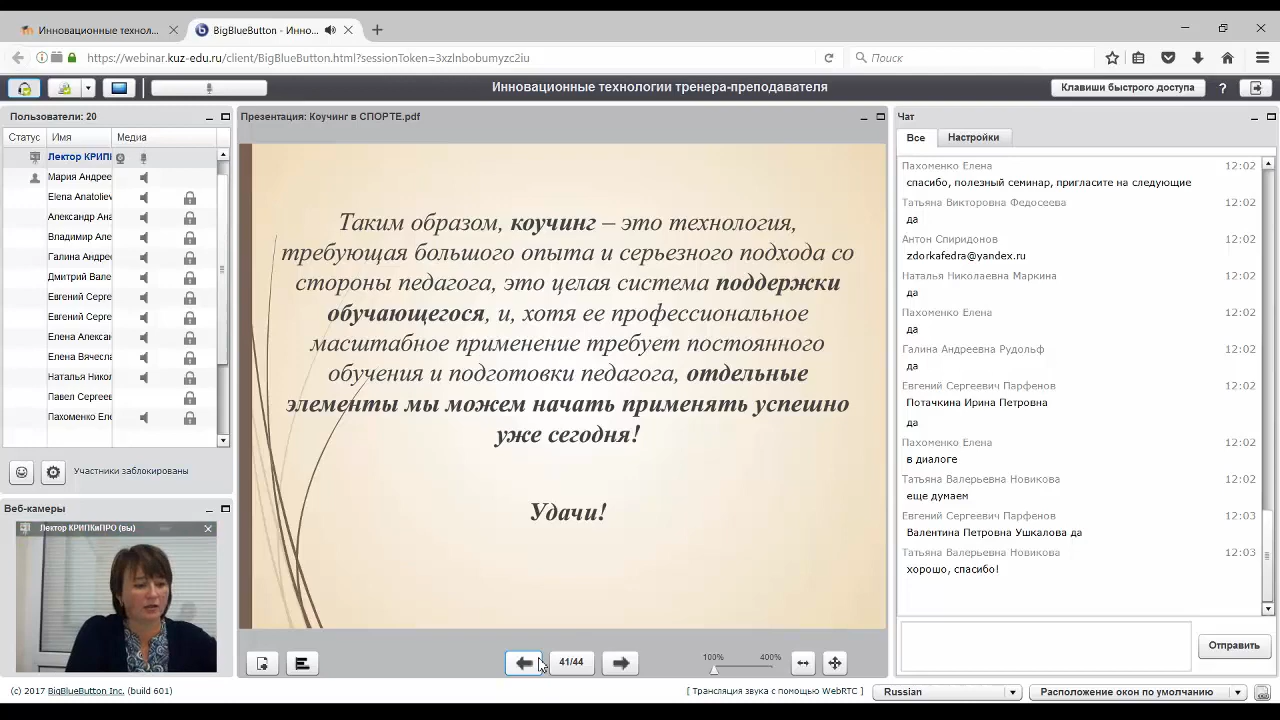 Инновационные технол...
BigBlueButton - Инно...
https://webinar.kuz-edu.ru/client/BigBlueButton.html?sessionToken=3xzlnbobumyzc2iu
Поиск
Инновационные технологии тренера-преподавателя
Клавиши быстрого доступа
?
Пользователи: 20
Статус
Имя
Медиа
Лектор КРИПК
Мария Андрее
Elena Anatoliev
Александр Ана
Владимир Але
Галина Андрее
Дмитрий Вале
Евгений Серге
Евгений Серге
Елена Алексан
Елена Вячесла
Наталья Никол
Павел Сергеев
Пахоменко Еле
Участники заблокированы
Веб-камеры
Лектор КРИПКиПРО (вы)
Презентация: Коучинг в СПОРТЕ.pdf
Таким образом, коучинг – это технология,
требующая большого опыта и серьезного подхода со
стороны педагога, это целая система поддержки
обучающегося, и, хотя ее профессиональное
масштабное применение требует постоянного
обучения и подготовки педагога, отдельные
элементы мы можем начать применять успешно
уже сегодня!
Удачи!
41/44
100%
400%
Чат
Все
Настройки
Пахоменко Елена 12:02
спасибо, полезный семинар, пригласите на следующие
Татьяна Викторовна Федосеева 12:02
да
Антон Спиридонов 12:02
zdorkafedra@yandex.ru
Наталья Николаевна Маркина 12:02
да
Пахоменко Елена 12:02
да
Галина Андреевна Рудольф 12:02
да
Евгений Сергеевич Парфенов 12:02
Потачкина Ирина Петровна
да
Пахоменко Елена 12:02
в диалоге
Татьяна Валерьевна Новикова 12:02
еще думаем
Евгений Сергеевич Парфенов 12:03
Валентина Петровна Ушкалова да
Татьяна Валерьевна Новикова 12:03
хорошо, спасибо!
Отправить
(c) 2017 BigBlueButton Inc. (build 601)
[ Трансляция звука с помощью WebRTC ]
Russian
Расположение окон по умолчанию